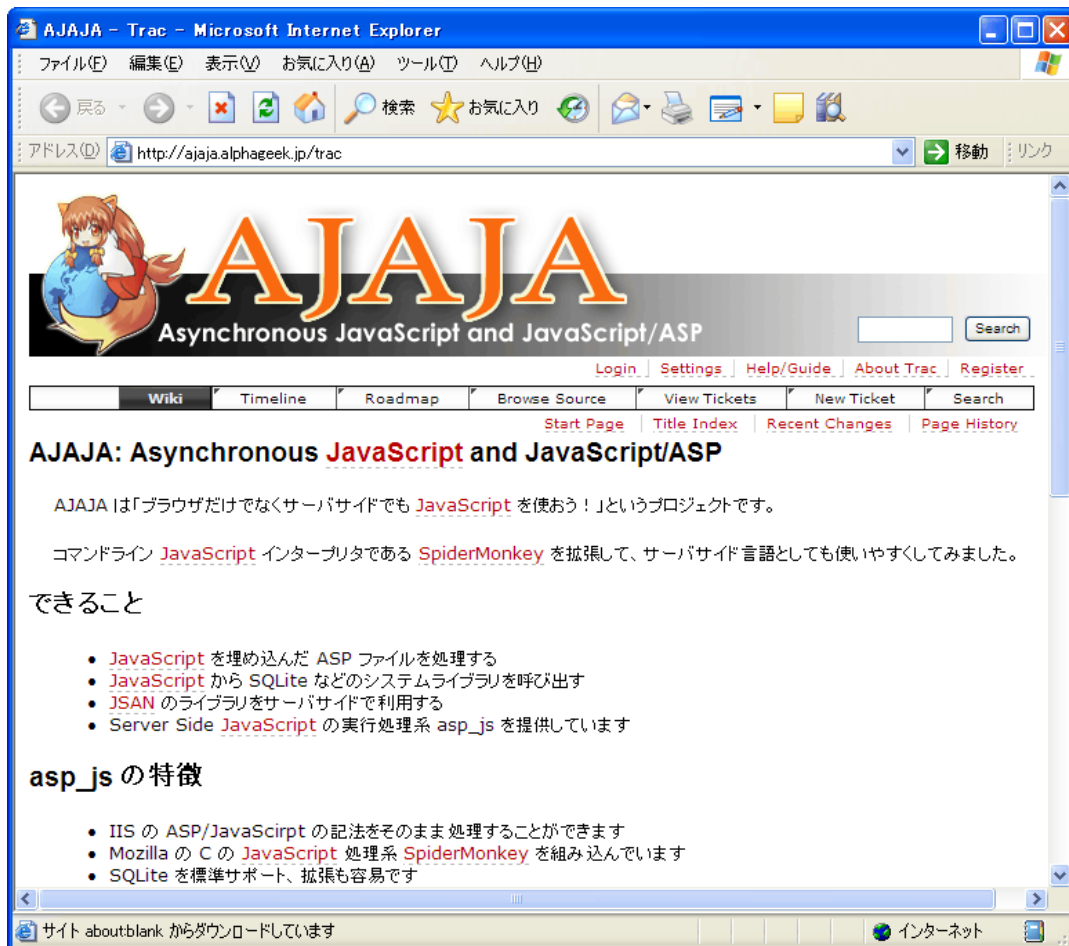 AJAJA - Trac - Microsoft Internet Explorer
ファイル(F) 編集(E) 表示(V) お気に入り(A) ツール(T) ヘルプ(H)
戻る 検索 お気に入り
アドレス(D) http://ajaja.alphageek.jp/trac 移動 リンク
AJAJA
Asynchronous JavaScript and JavaScript/ASP
Search
Login Settings Help/Guide About Trac Register
Wiki Timeline Roadmap Browse Source View Tickets New Ticket Search
Start Page Title Index Recent Changes Page History
AJAJA: Asynchronous JavaScript and JavaScript/ASP
AJAJA は「ブラウザだけでなくサーバサイドでも JavaScript を使おう！」というプロジェクトです。
コマンドライン JavaScript インタープリタである SpiderMonkey を拡張して、サーバサイド言語としても使いやすくしてみました。
できること
• JavaScript を埋め込んだ ASP ファイルを処理する
• JavaScript から SQLite などのシステムライブラリを呼び出す
• JSAN のライブラリをサーバサイドで利用する
• Server Side JavaScript の実行処理系 asp_js を提供しています
asp_js の特徴
• IIS の ASP/JavaScirpt の記法をそのまま処理することができます
• Mozilla の C の JavaScript 処理系 SpiderMonkey を組み込んでいます
• SQLite を標準サポート、拡張も容易です
サイト about:blank からダウンロードしています インターネット